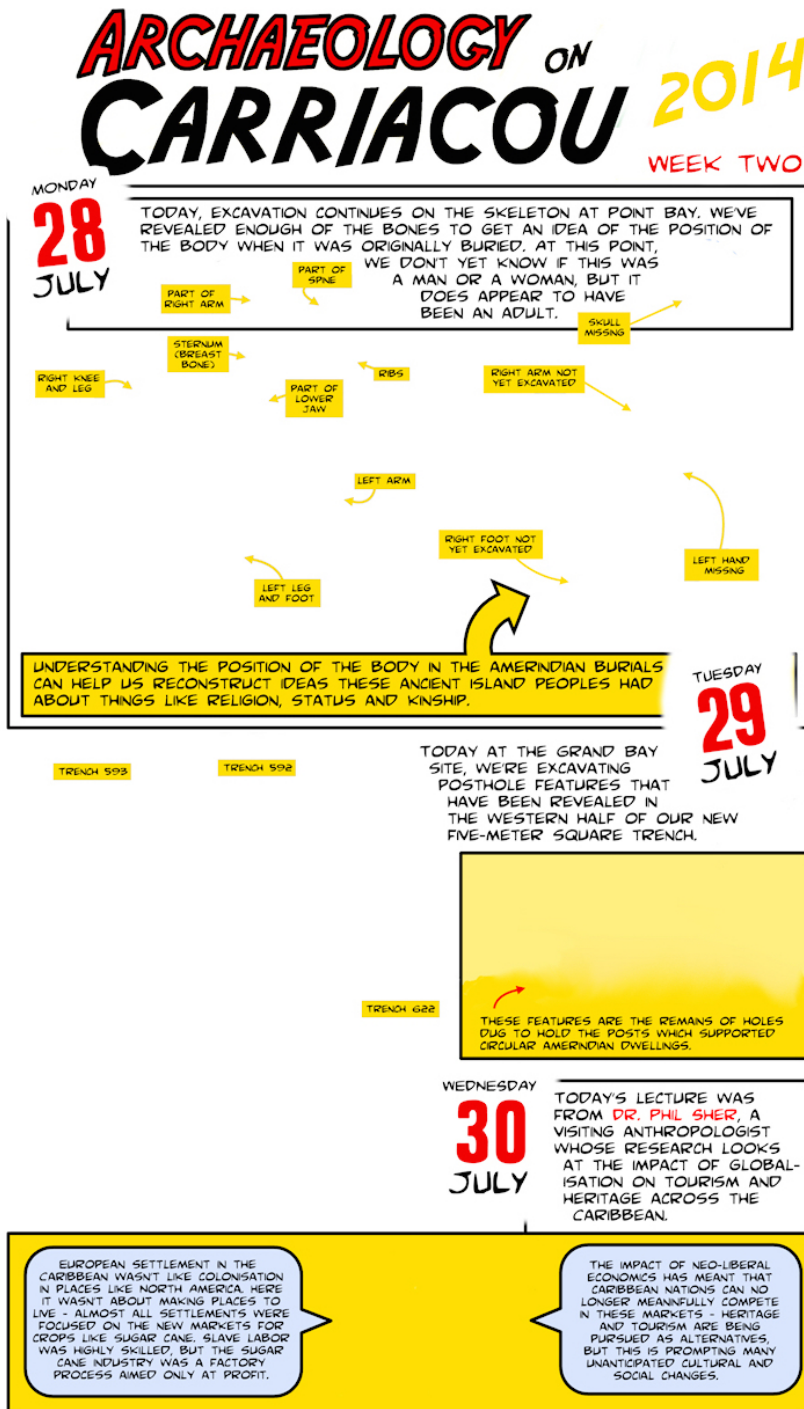 ARCHAEOLOGY ON
CARRIACOU 2014
WEEK TWO
MONDAY
28
JULY
TODAY, EXCAVATION CONTINUES ON THE SKELETON AT POINT BAY. WE'VE
REVEALED ENOUGH OF THE BONES TO GET AN IDEA OF THE POSITION OF
THE BODY WHEN IT WAS ORIGINALLY BURIED. AT THIS POINT,
WE DON'T YET KNOW IF THIS WAS
A MAN OR A WOMAN, BUT IT
DOES APPEAR TO HAVE
BEEN AN ADULT.
PART OF
RIGHT ARM
PART OF
SPINE
SKULL
MISSING
STERNUM
(BREAST
BONE)
RIGHT KNEE
AND LEG
PART OF
LOWER
JAW
RIBS
RIGHT ARM NOT
YET EXCAVATED
LEFT ARM
RIGHT FOOT NOT
YET EXCAVATED
LEFT HAND
MISSING
LEFT LEG
AND FOOT
UNDERSTANDING THE POSITION OF THE BODY IN THE AMERINDIAN BURIALS
CAN HELP US RECONSTRUCT IDEAS THESE ANCIENT ISLAND PEOPLES HAD
ABOUT THINGS LIKE RELIGION, STATUS AND KINSHIP.
TUESDAY
29
JULY
TODAY AT THE GRAND BAY
SITE, WE'RE EXCAVATING
POSTHOLE FEATURES THAT
HAVE BEEN REVEALED IN
THE WESTERN HALF OF OUR NEW
FIVE-METER SQUARE TRENCH.
TRENCH 593
TRENCH 592
TRENCH 622
THESE FEATURES ARE THE REMAINS OF HOLES
DUG TO HOLD THE POSTS WHICH SUPPORTED
CIRCULAR AMERINDIAN DWELLINGS.
WEDNESDAY
30
JULY
TODAY'S LECTURE WAS
FROM DR. PHIL SHER, A
VISITING ANTHROPOLOGIST
WHOSE RESEARCH LOOKS
AT THE IMPACT OF GLOBAL-
ISATION ON TOURISM AND
HERITAGE ACROSS THE
CARIBBEAN.
EUROPEAN SETTLEMENT IN THE
CARIBBEAN WASN'T LIKE COLONISATION
IN PLACES LIKE NORTH AMERICA. HERE
IT WASN'T ABOUT MAKING PLACES TO
LIVE - ALMOST ALL SETTLEMENTS WERE
FOCUSED ON THE NEW MARKETS FOR
CROPS LIKE SUGAR CANE. SLAVE LABOR
WAS HIGHLY SKILLED, BUT THE SUGAR
CANE INDUSTRY WAS A FACTORY
PROCESS AIMED ONLY AT PROFIT.
THE IMPACT OF NEO-LIBERAL
ECONOMICS HAS MEANT THAT
CARIBBEAN NATIONS CAN NO
LONGER MEANNFULLY COMPETE
IN THESE MARKETS - HERITAGE
AND TOURISM ARE BEING
PURSUED AS ALTERNATIVES,
BUT THIS IS PROMPTING MANY
UNANTICIPATED CULTURAL AND
SOCIAL CHANGES.